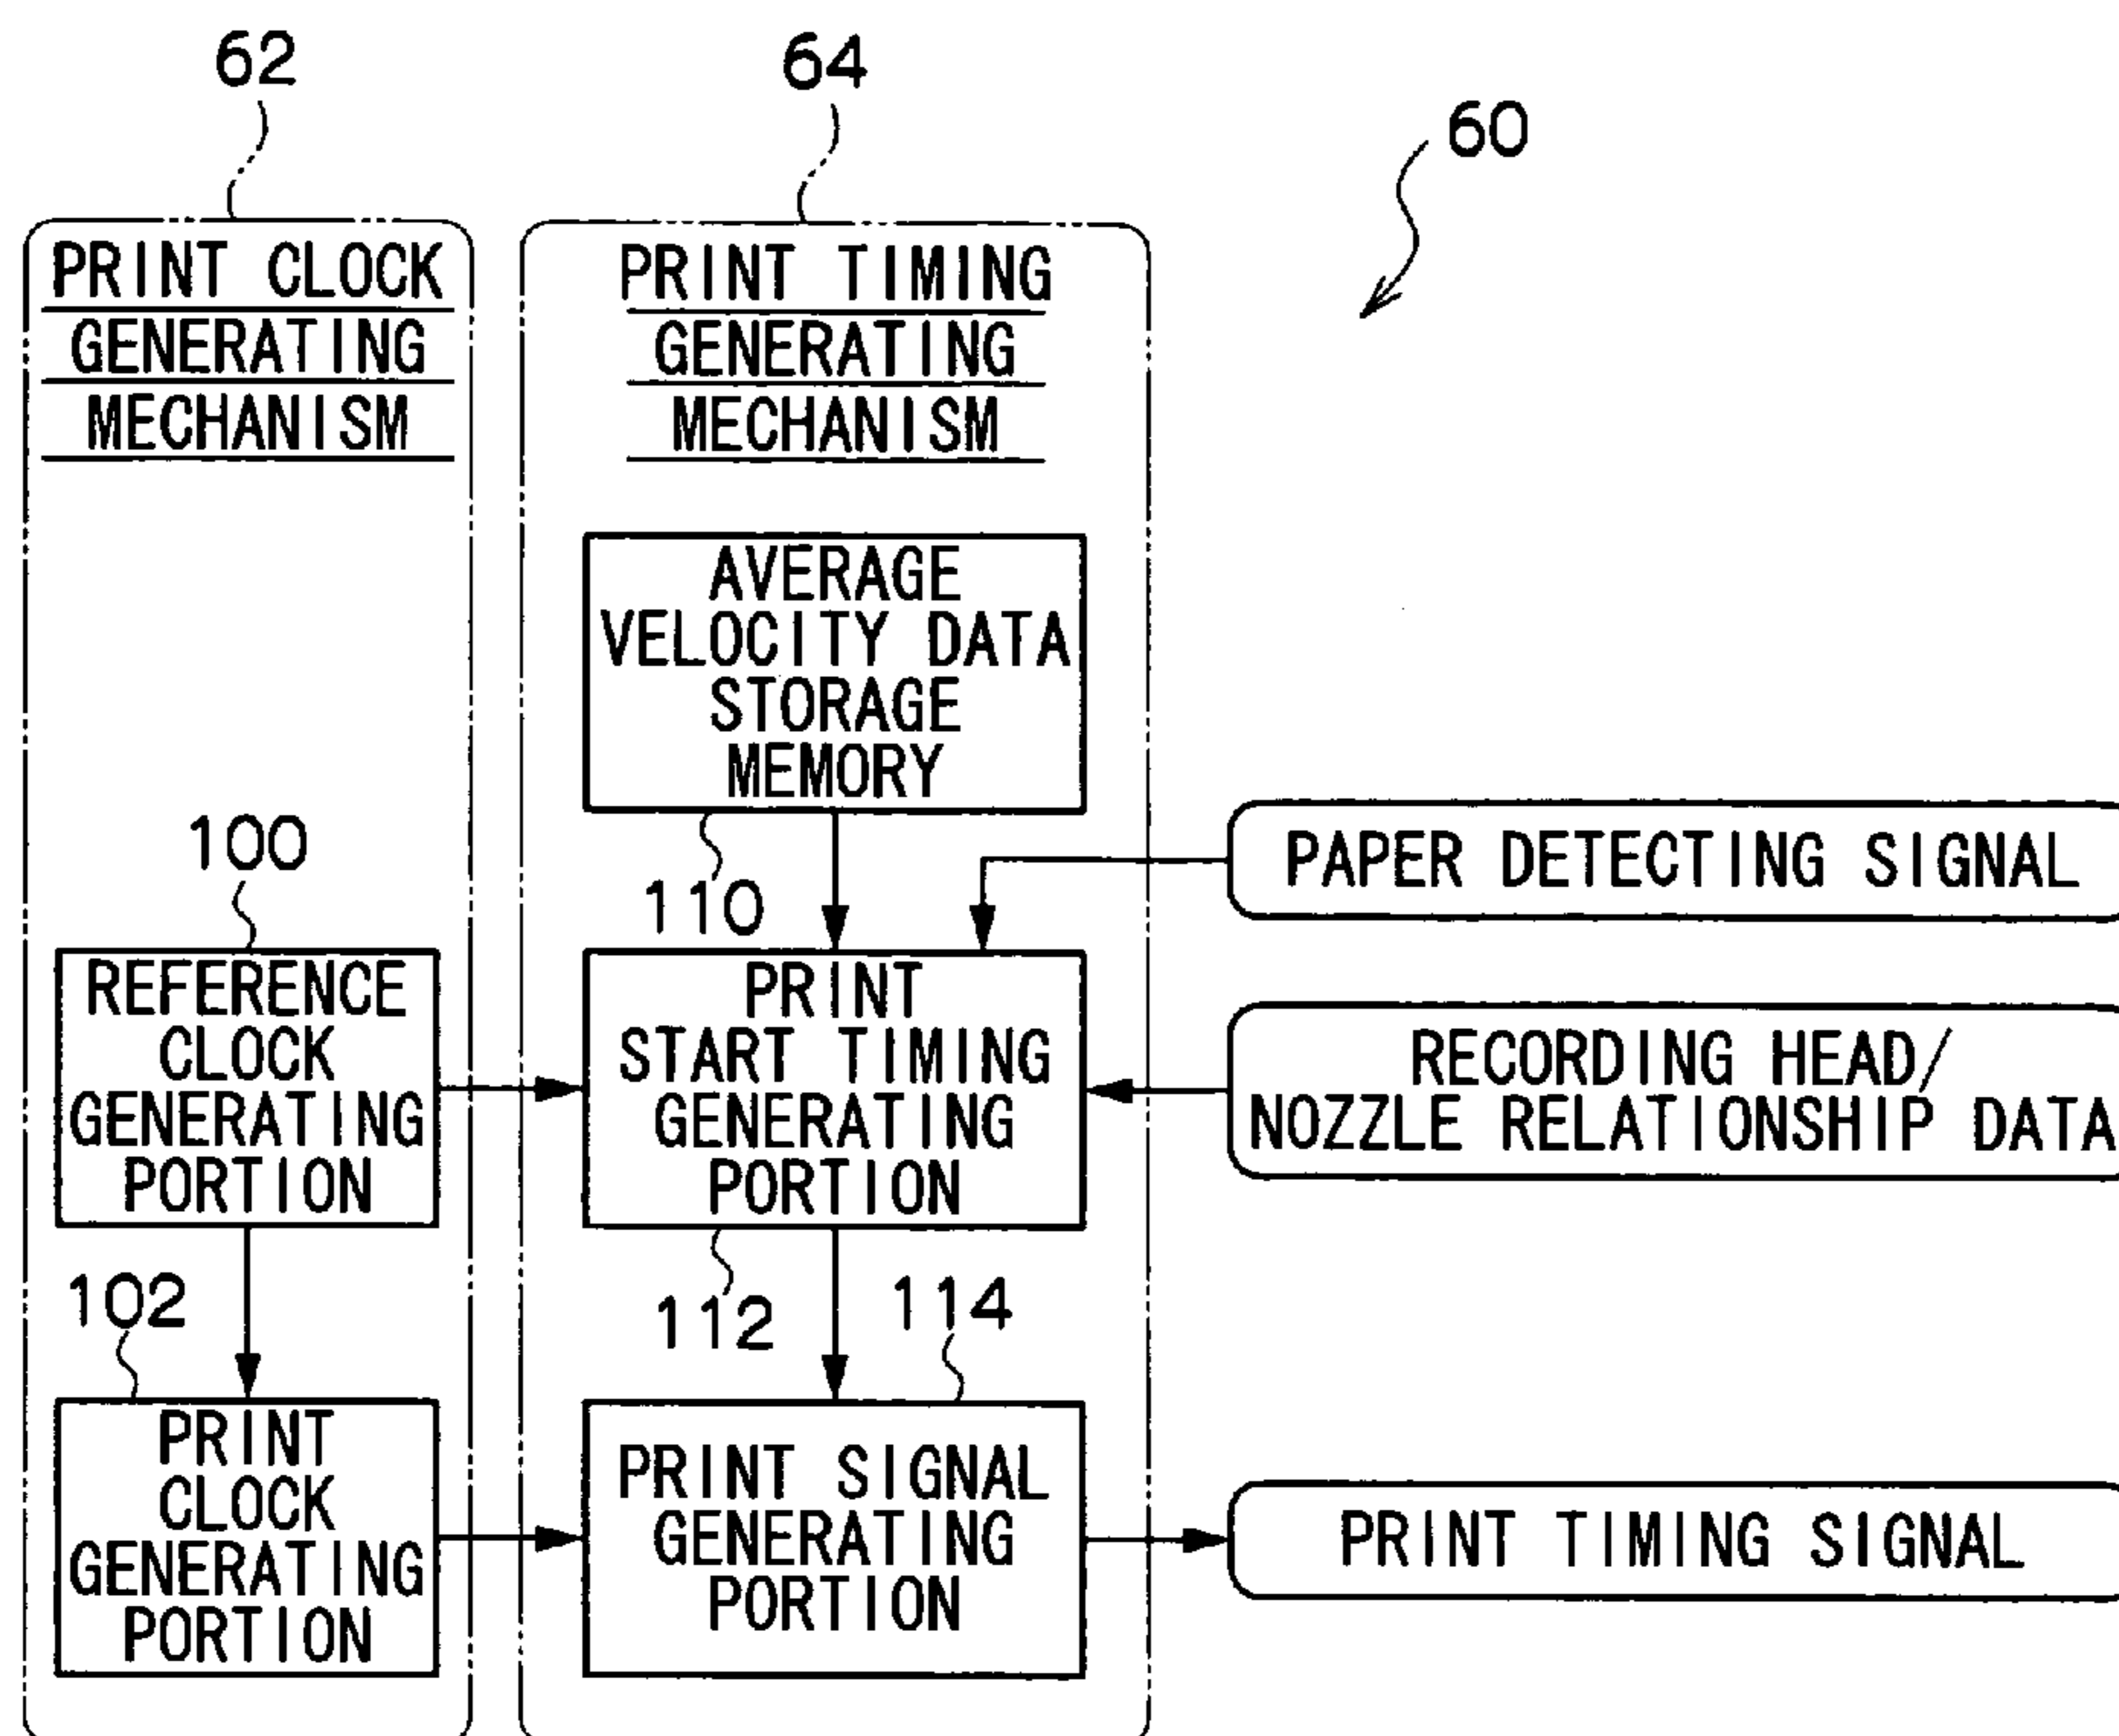 62
64
60
PRINT CLOCK
GENERATING
MECHANISM
PRINT TIMING
GENERATING
MECHANISM
AVERAGE
VELOCITY DATA
STORAGE
MEMORY
110
PAPER DETECTING SIGNAL
100
REFERENCE
CLOCK
GENERATING
PORTION
PRINT
START TIMING
GENERATING
PORTION
112
RECORDING HEAD/
NOZZLE RELATIONSHIP DATA
102
PRINT
CLOCK
GENERATING
PORTION
114
PRINT SIGNAL
GENERATING
PORTION
PRINT TIMING SIGNAL